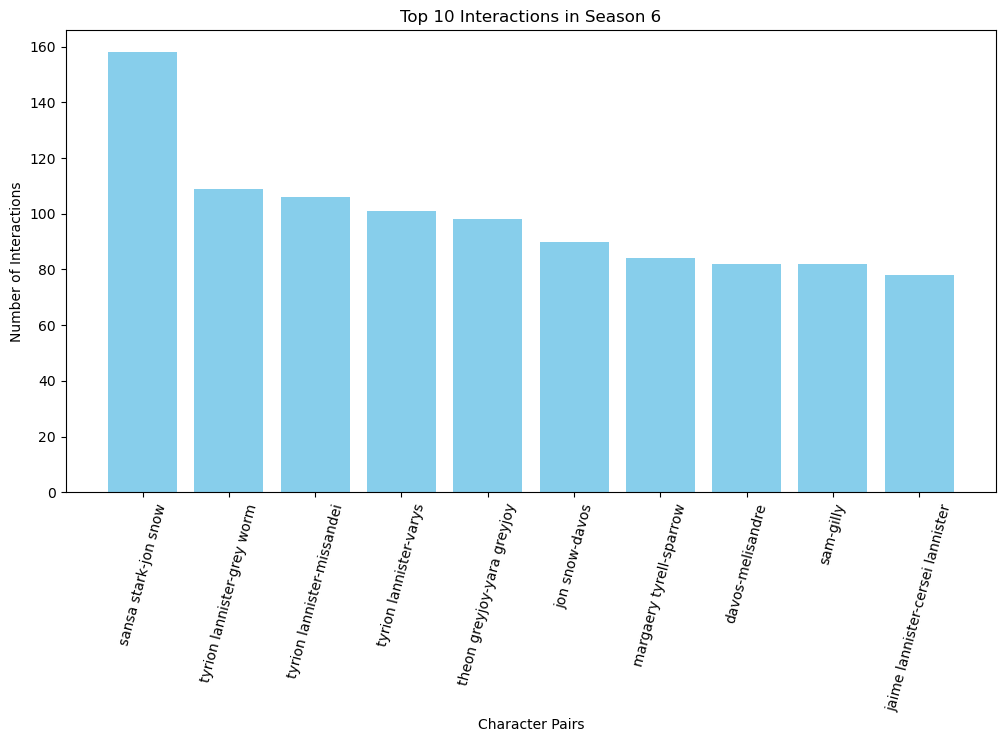 Top 10 Interactions in Season 6
Number of Interactions
160
140
120
100
80
60
40
20
0
sansa stark-jon snow
tyrion lannister-grey worm
tyrion lannister-missandei
tyrion lannister-varys
theon greyjoy-yara greyjoy
jon snow-davos
margaery tyrell-sparrow
davos-melisandre
sam-gilly
jaime lannister-cersei lannister
Character Pairs